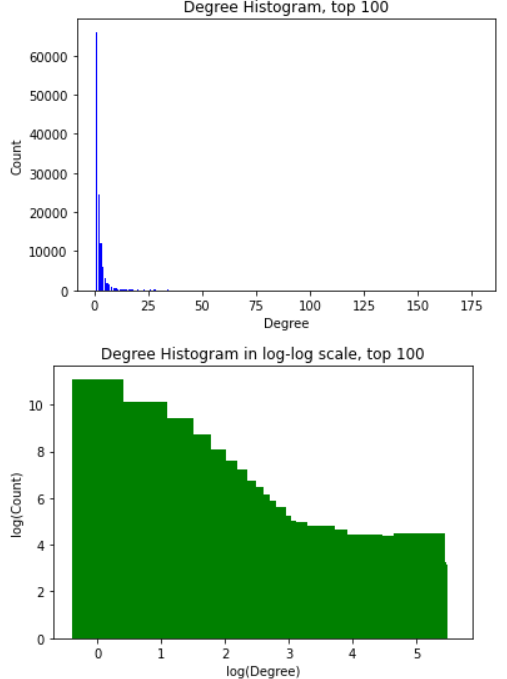 Degree Histogram, top 100
60000
50000
40000
30000
20000
10000
0
Count
0 25 50 75 100 125 150 175
Degree
Degree Histogram in log-log scale, top 100
10
8
6
4
2
0
log(Count)
0 1 2 3 4 5
log(Degree)